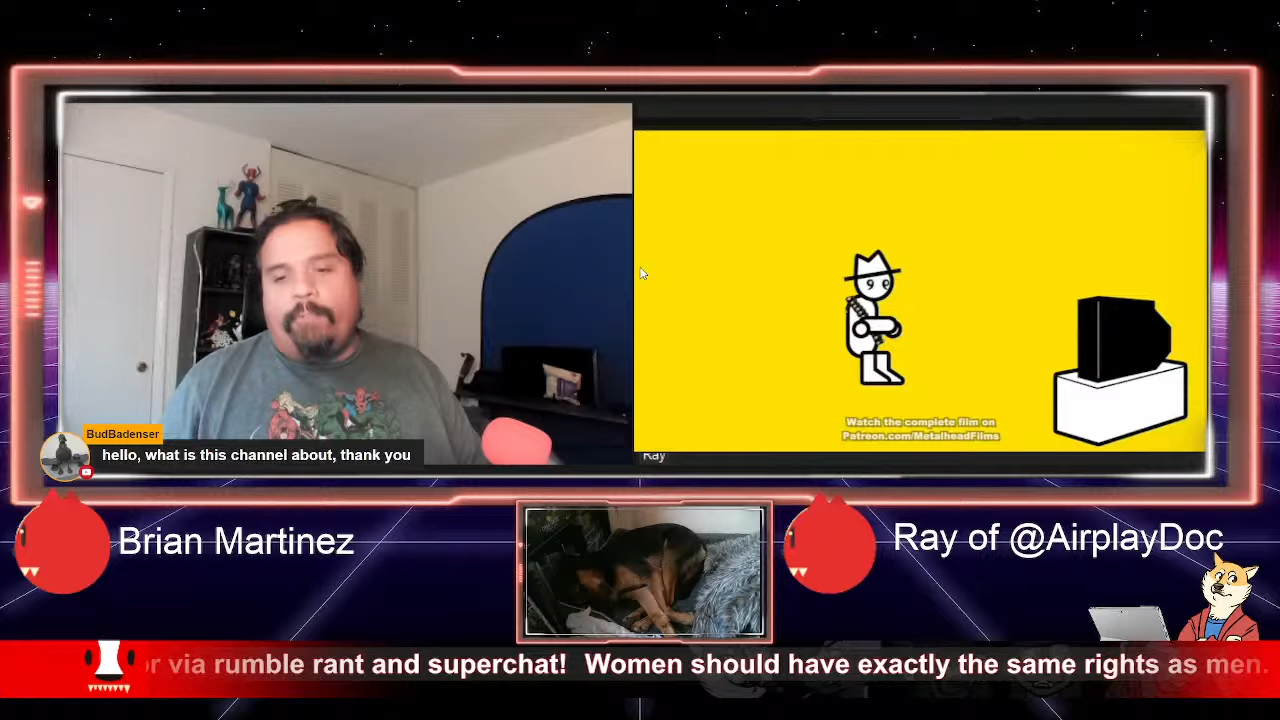 Watch the complete film on
Patreon.com/MetalheadFilms
BudBadenser
hello, what is this channel about, thank you
Ray
Brian Martinez
Ray of @AirplayDoc
or via rumble rant and superchat! Women should have exactly the same rights as men.